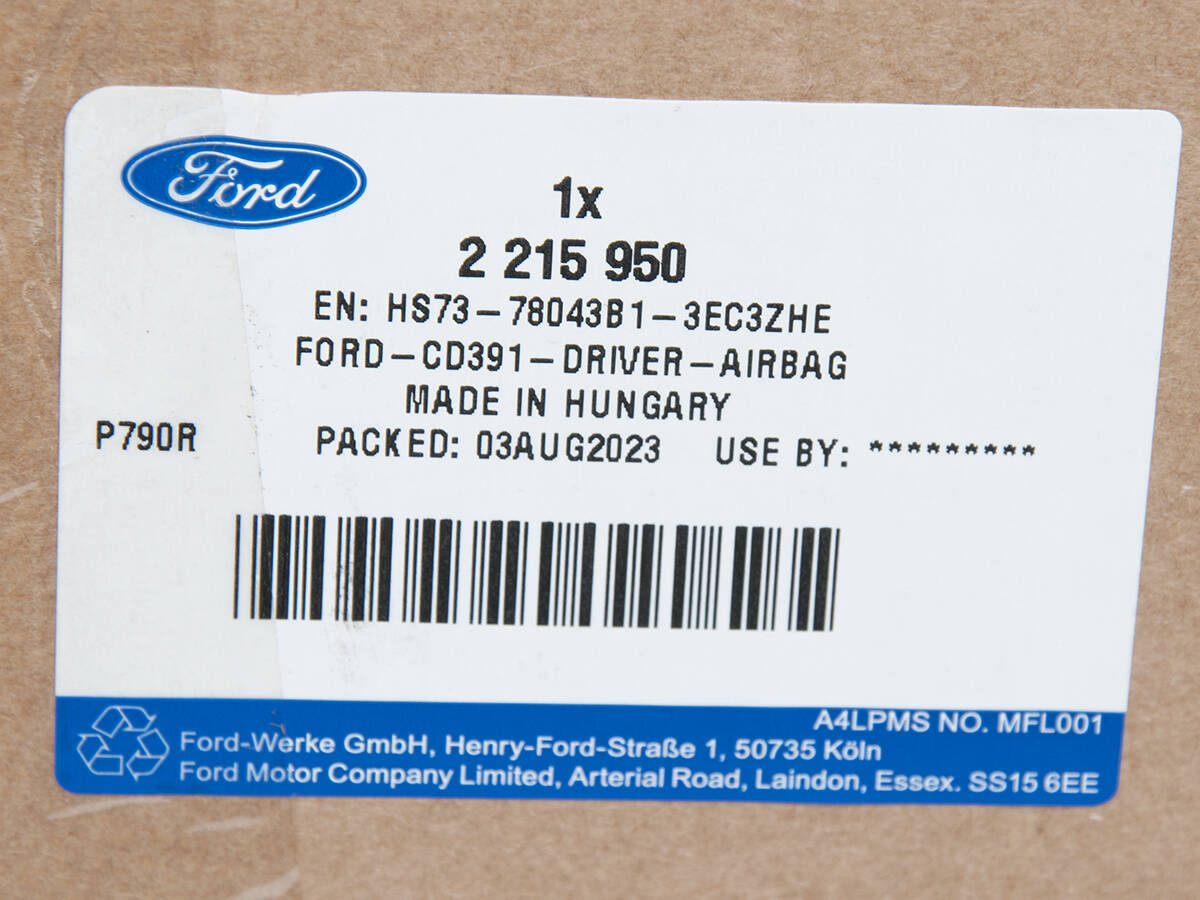 Ford
1x
2 215 950
EN: HS73-78043B1-3EC3ZHE
FORD-CD391-DRIVER-AIRBAG
MADE IN HUNGARY
P790R PACKED: 03AUG2023 USE BY: *********
A4LPMS NO. MFL001
Ford-Werke GmbH, Henry-Ford-Straße 1, 50735 Köln
Ford Motor Company Limited, Arterial Road, Laindon, Essex. SS15 6EE